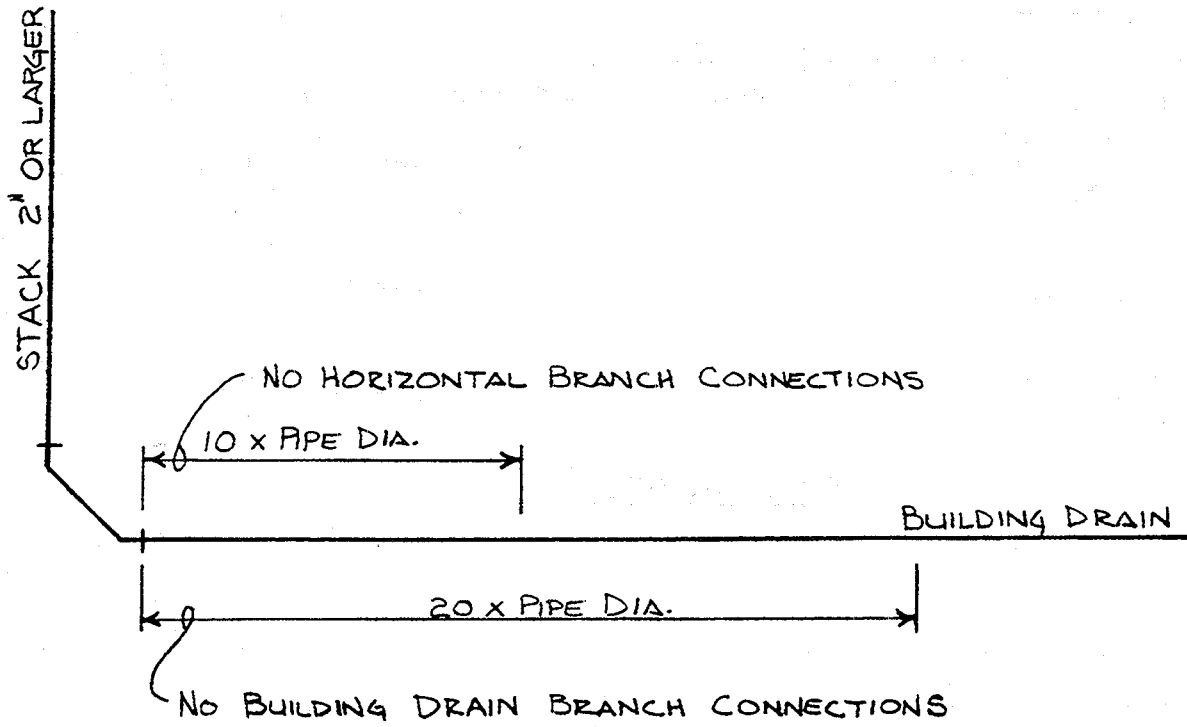 STACK 2" OR LARGER
NO HORIZONTAL BRANCH CONNECTIONS
10 X PIPE DIA.
BUILDING DRAIN
20 X PIPE DIA.
NO BUILDING DRAIN BRANCH CONNECTIONS